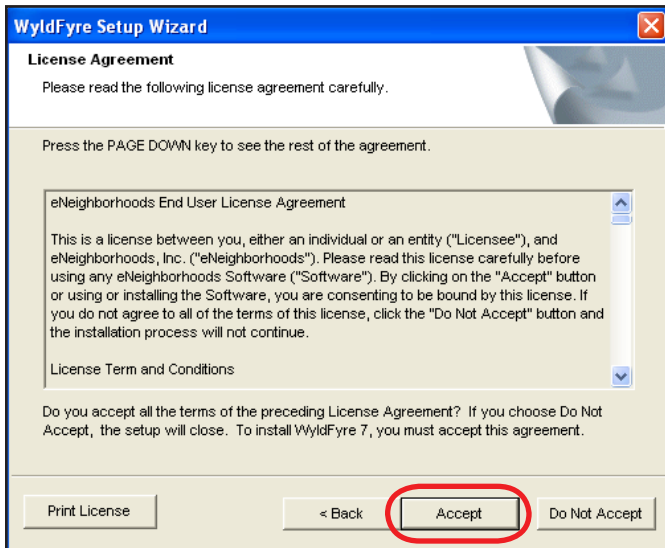 WyldFyre Setup Wizard
License Agreement
Please read the following license agreement carefully.
Press the PAGE DOWN key to see the rest of the agreement.
eNeighborhoods End User License Agreement
This is a license between you, either an individual or an entity ("Licensee"), and
eNeighborhoods, Inc. ("eNeighborhoods"). Please read this license carefully before
using any eNeighborhoods Software ("Software"). By clicking on the "Accept" button
or using or installing the Software, you are consenting to be bound by this license. If
you do not agree to all of the terms of this license, click the "Do Not Accept" button and
the installation process will not continue.
License Term and Conditions
Do you accept all the terms of the preceding License Agreement? If you choose Do Not
Accept, the setup will close. To install WyldFyre 7, you must accept this agreement.
Print License
< Back
Accept
Do Not Accept